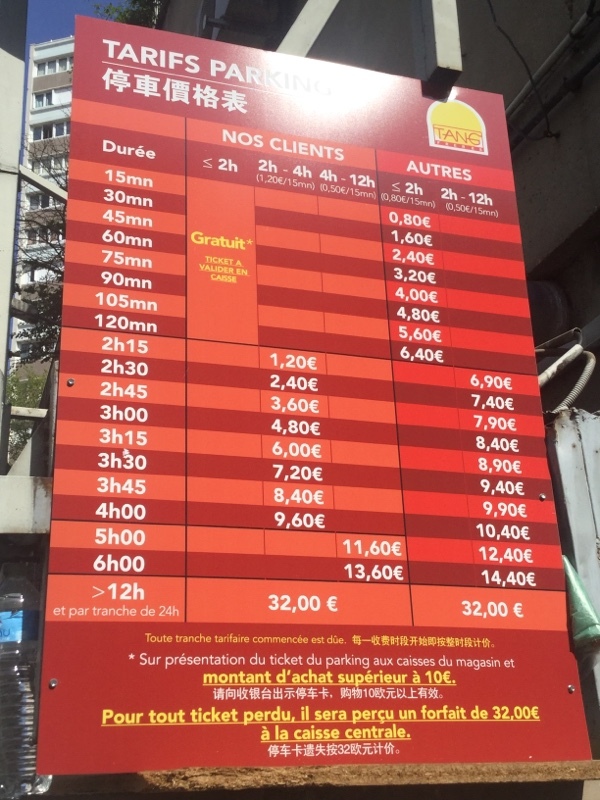 TARIFS PARKING
停車價格表
TANG
Durée
NOS CLIENTS
AUTRES
≤ 2h 2h - 4h 4h - 12h ≤ 2h 2h - 12h
(1,20€/15mn) (0,50€/15mn) (0,80€/15mn) (0,50€/15mn)
Gratuit*
TICKET A
VALIDER EN
CAISSE
15mn 0,80€
30mn 1,60€
45mn 2,40€
60mn 3,20€
75mn 4,00€
90mn 4,80€
105mn 5,60€
120mn 6,40€
2h15 1,20€ 6,90€
2h30 2,40€ 7,40€
2h45 3,60€ 7,90€
3h00 4,80€ 8,40€
3h15 6,00€ 8,90€
3h30 7,20€ 9,40€
3h45 8,40€ 9,90€
4h00 9,60€ 10,40€
5h00 11,60€ 12,40€
6h00 13,60€ 14,40€
>12h 32,00 € 32,00 €
et par tranche de 24h
Toute tranche tarifaire commencée est dûe. 每一收费时段开始即按整时段计价.
* Sur présentation du ticket du parking aux caisses du magasin et
montant d'achat supérieur à 10€.
请向收银台出示停车卡，购物10欧元以上有效。
Pour tout ticket perdu, il sera perçu un forfait de 32,00€
à la caisse centrale.
停车卡遗失按32欧元计价。